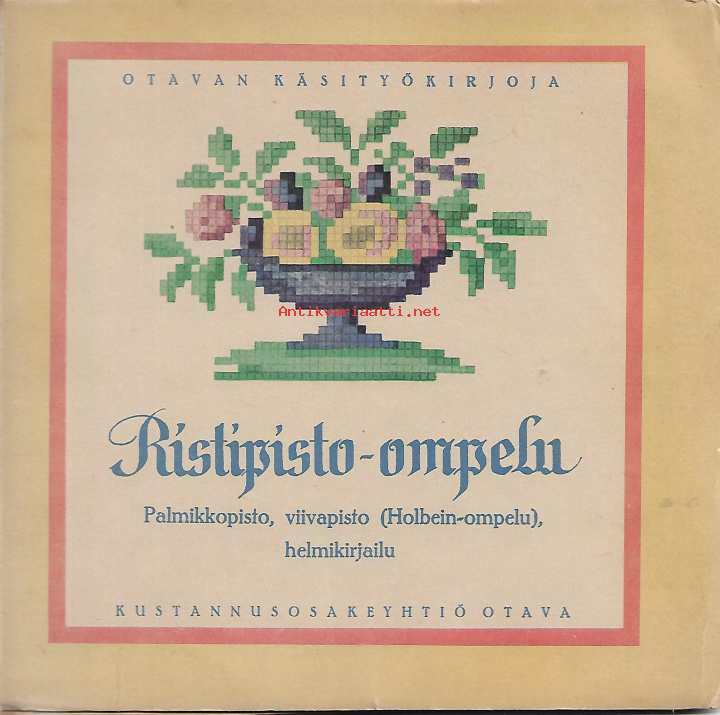 OTAVAN KÄSITYÖKIRJOJA
Antikvariaatti.net
Ristipisto-ompelu
Palmikkopisto, viivapisto (Holbein-ompelu),
helmikirjailu
KUSTANNUSOSAKEYHTIÖ OTAVA